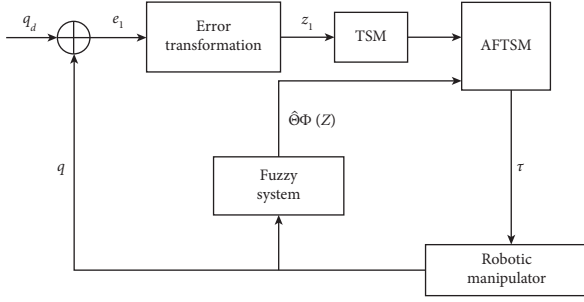 q_d
e_1
Error
transformation
z_1
TSM
AFTSM
Θ̂Φ (Z)
q
Fuzzy
system
τ
Robotic
manipulator